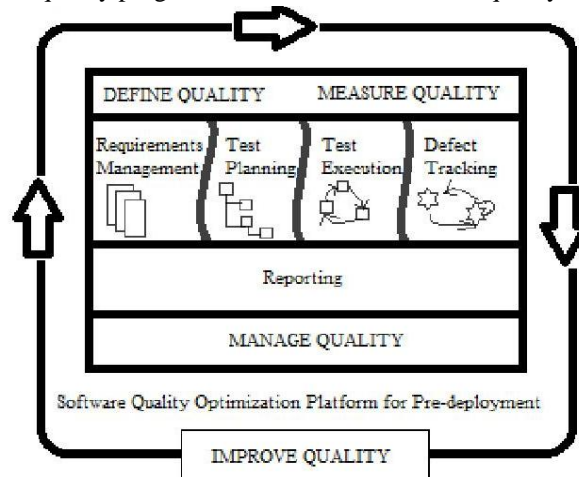 DEFINE QUALITY MEASURE QUALITY
Requirements Management
Test Planning
Test Execution
Defect Tracking
Reporting
MANAGE QUALITY
Software Quality Optimization Platform for Pre-deployment
IMPROVE QUALITY